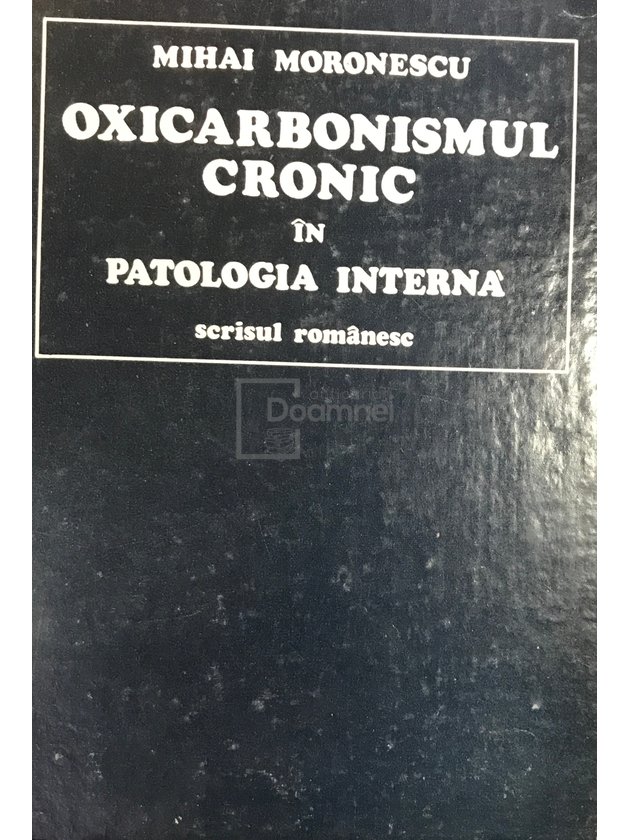 MIHAI MORONESCU
OXICARBONISMUL
CRONIC
ÎN
PATOLOGIA INTERNĂ
scrisul românesc
Doamnei